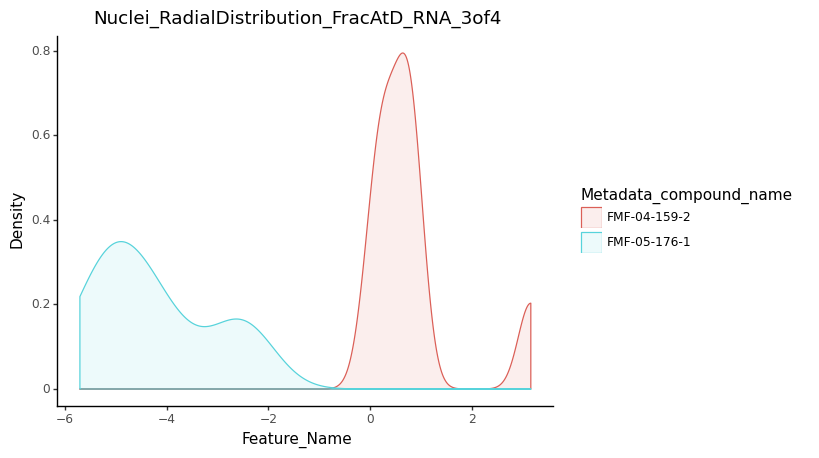 Nuclei_RadialDistribution_FracAtD_RNA_3of4
0.8
0.6
0.4
0.2
0
Density
−6
−4
−2
0
2
Feature_Name
Metadata_compound_name
FMF-04-159-2
FMF-05-176-1